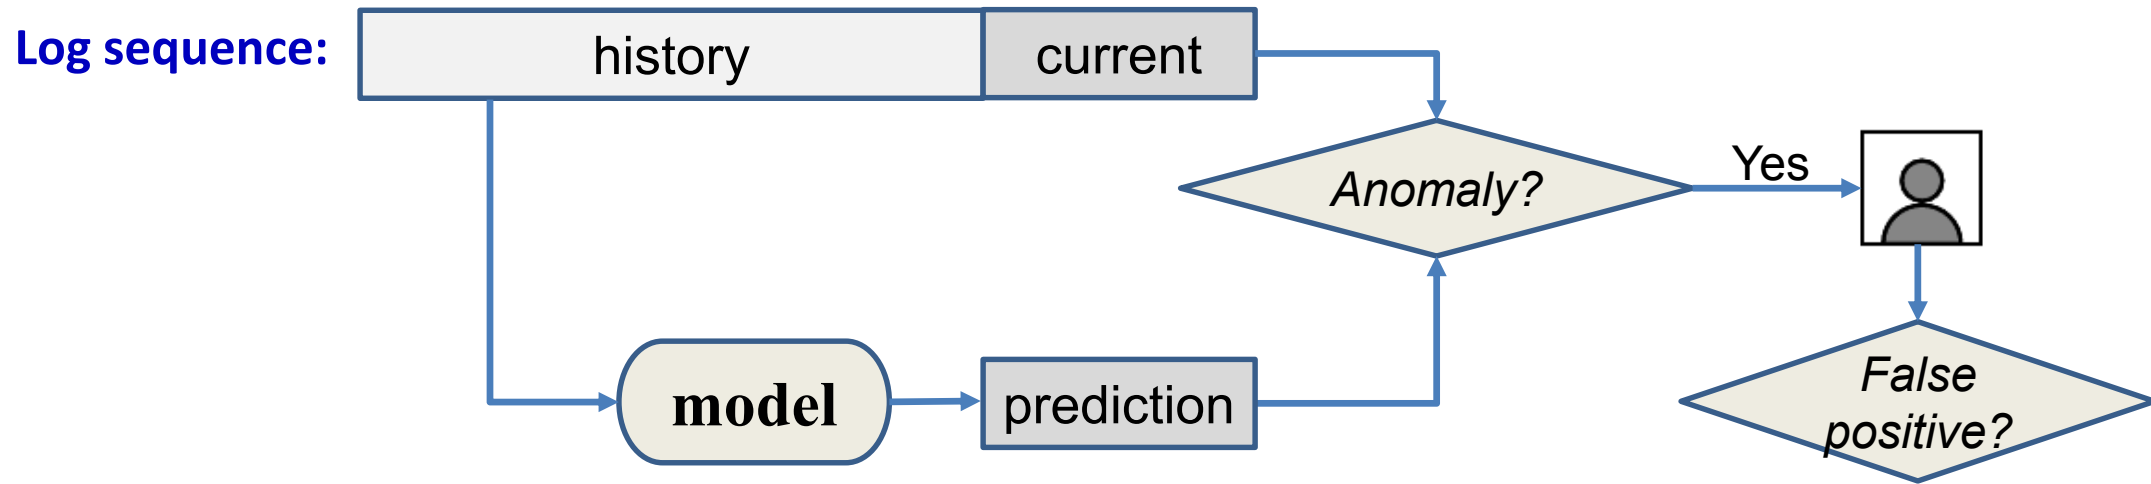 Log sequence:
history
current
Anomaly?
Yes
model
prediction
False
positive?